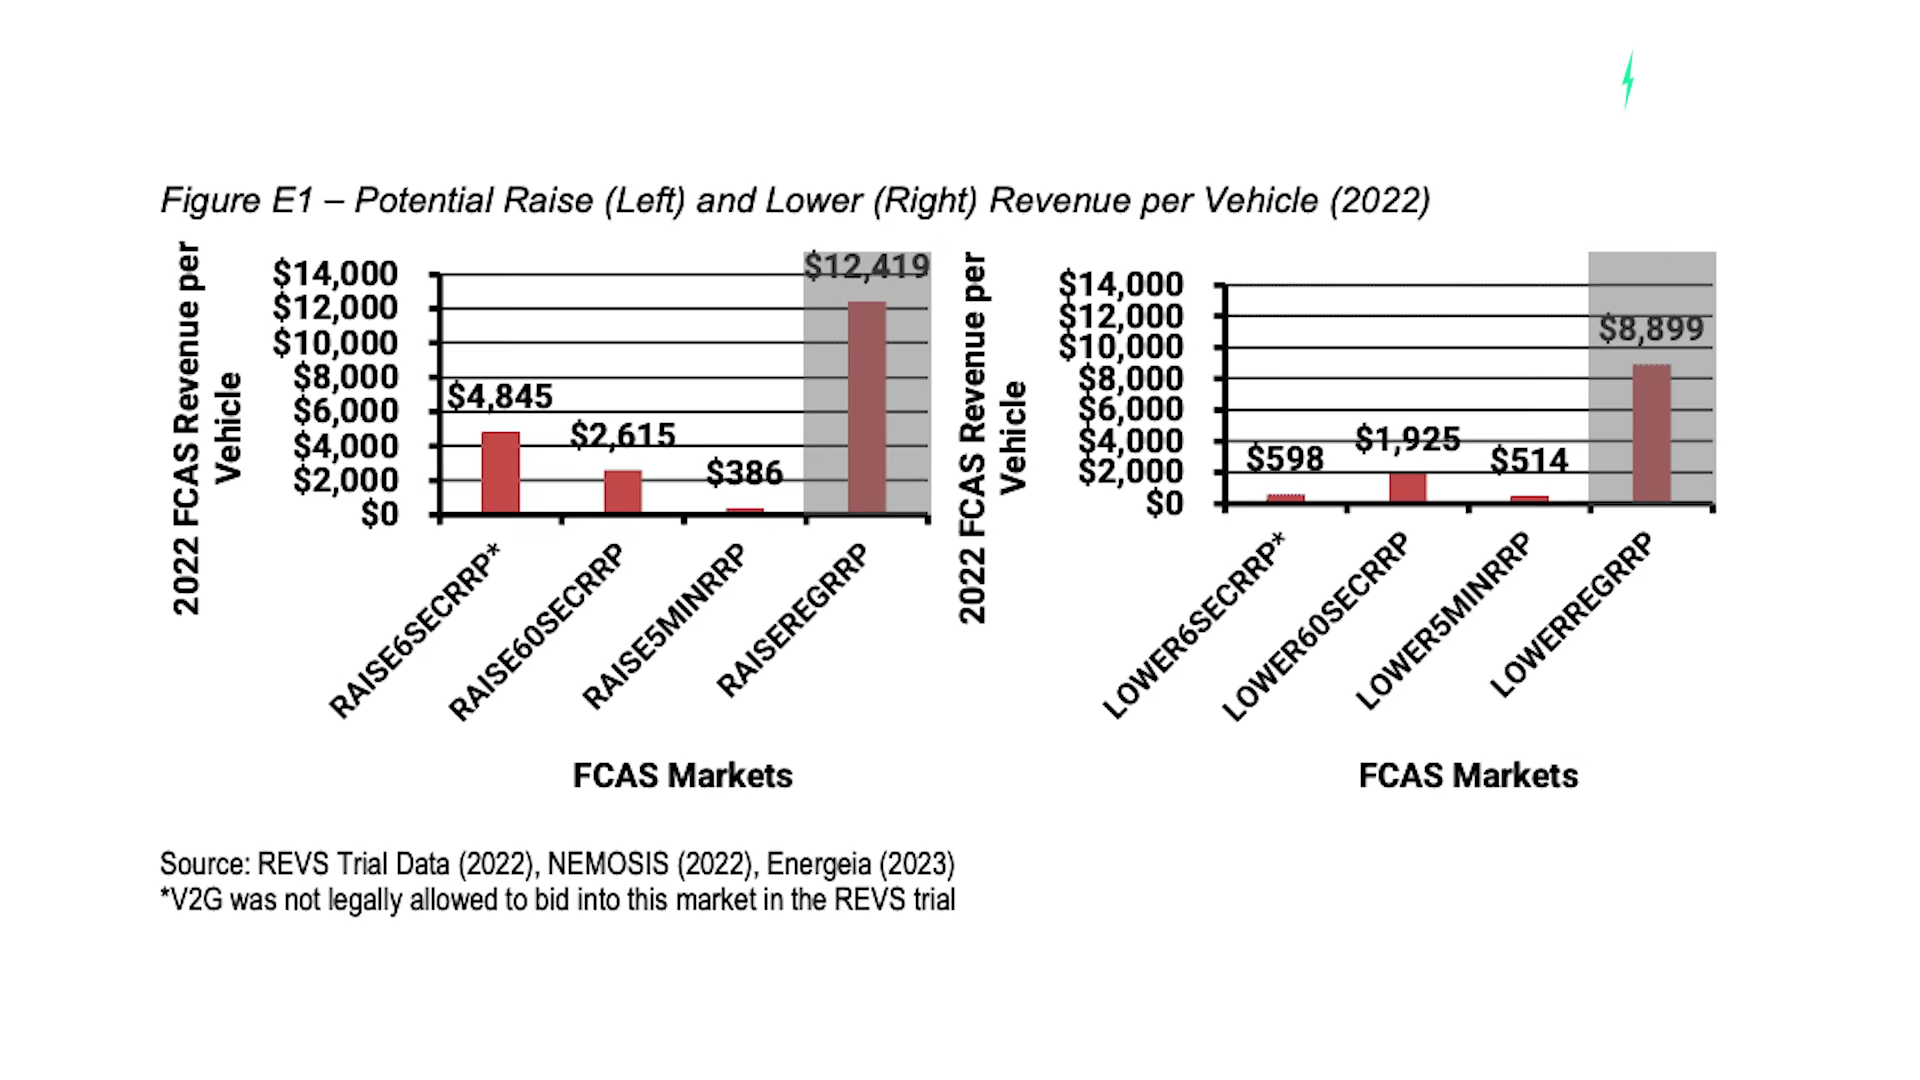 Figure E1 – Potential Raise (Left) and Lower (Right) Revenue per Vehicle (2022)
2022 FCAS Revenue per
Vehicle
$14,000
$12,000
$10,000
$8,000
$6,000
$4,000
$2,000
$0
$4,845
$2,615
$386
$12,419
RAISE6SECRRP*
RAISE60SECRRP
RAISE5MINRRP
RAISEREGRRP
FCAS Markets
2022 FCAS Revenue per
Vehicle
$14,000
$12,000
$10,000
$8,000
$6,000
$4,000
$2,000
$0
$598
$1,925
$514
$8,899
LOWER6SECRRP*
LOWER60SECRRP
LOWER5MINRRP
LOWERREGRRP
FCAS Markets
Source: REVS Trial Data (2022), NEMOSIS (2022), Energeia (2023)
*V2G was not legally allowed to bid into this market in the REVS trial